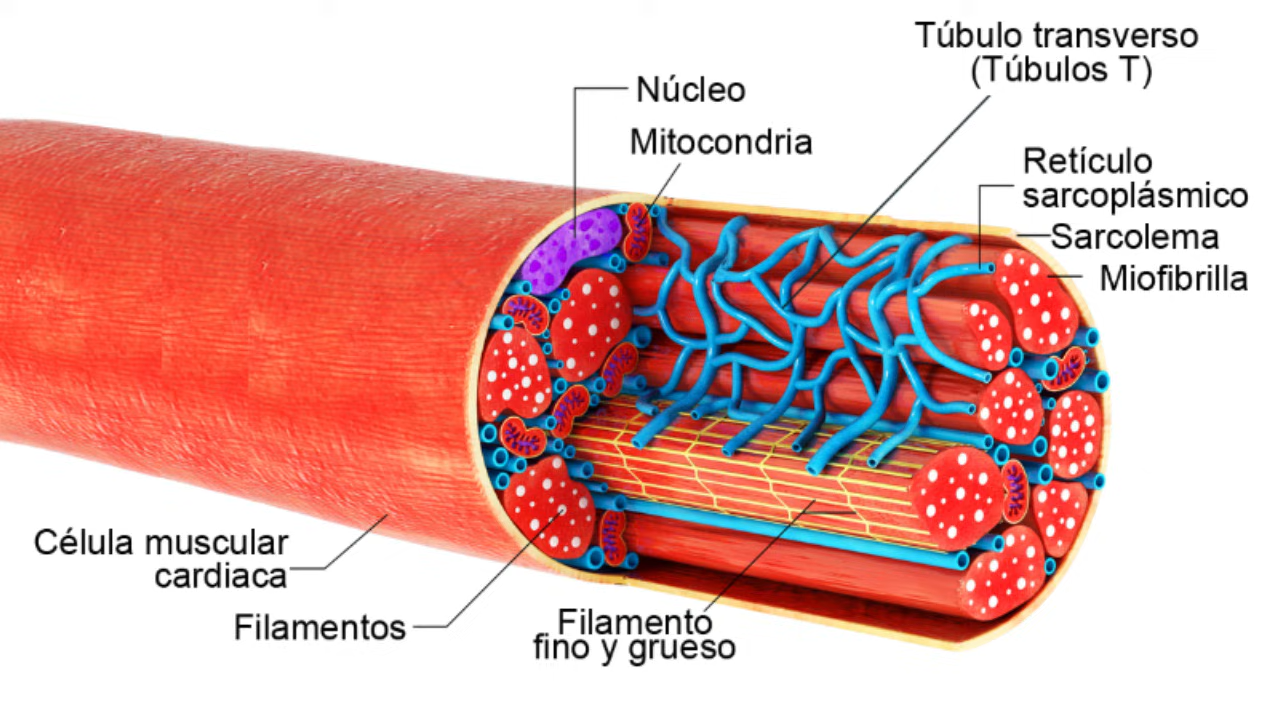 Túbulo transverso
(Túbulos T)
Núcleo
Mitocondria
Retículo
sarcoplásmico
Sarcolema
Miofibrilla
Célula muscular
cardiaca
Filamentos
Filamento
fino y grueso